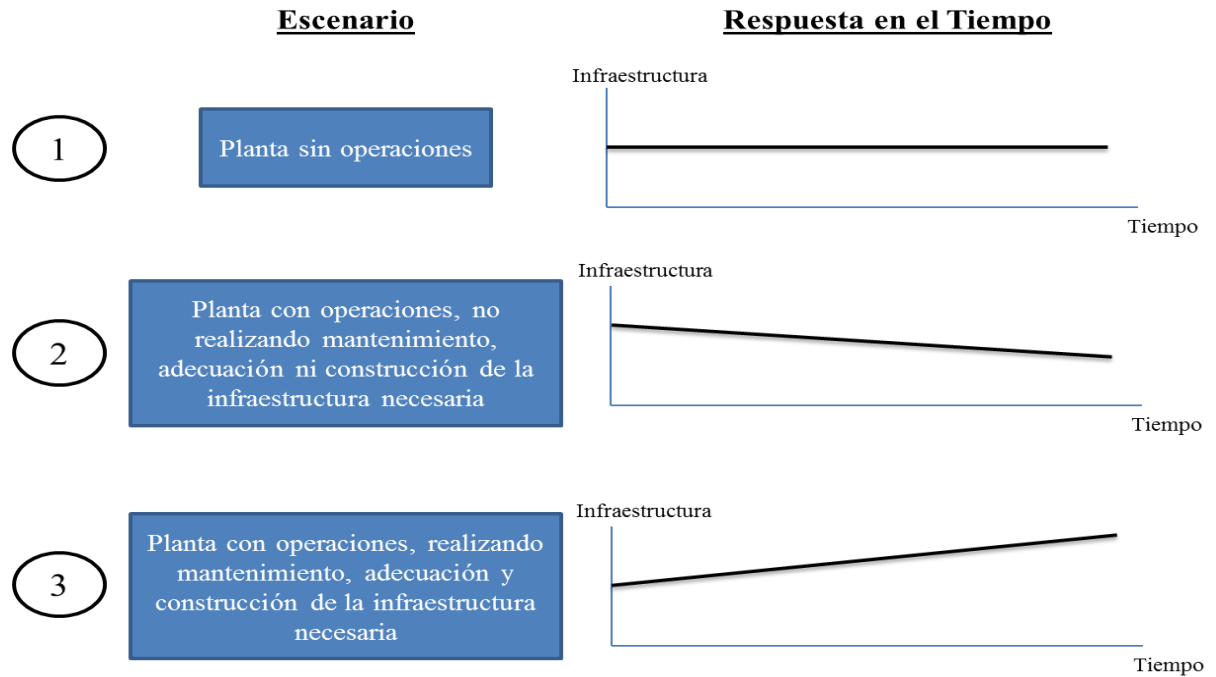 Escenario
Respuesta en el Tiempo
1
Planta sin operaciones
Infraestructura
Tiempo
2
Planta con operaciones, no
realizando mantenimiento,
adecuación ni construcción de la
infraestructura necesaria
Infraestructura
Tiempo
3
Planta con operaciones, realizando
mantenimiento, adecuación y
construcción de la infraestructura
necesaria
Infraestructura
Tiempo